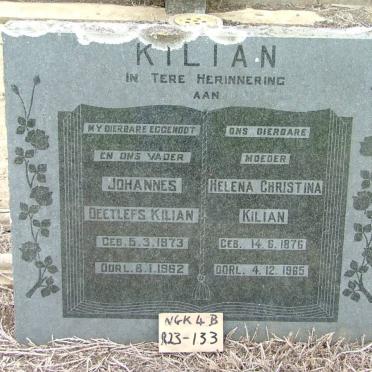 KILIAN
IN TERE HERINNERING
AAN
MY DIERBARE EGGENOOT
EN ONS VADER
JOHANNES
DEETLEFS KILIAN
GEB. 5.3.1873
OORL. 8.1.1962
ONS DIERBARE
MOEDER
HELENA CHRISTINA
KILIAN
GEB. 14.6.1876
OORL. 4.12.1965
NGK 4 B
R23-133